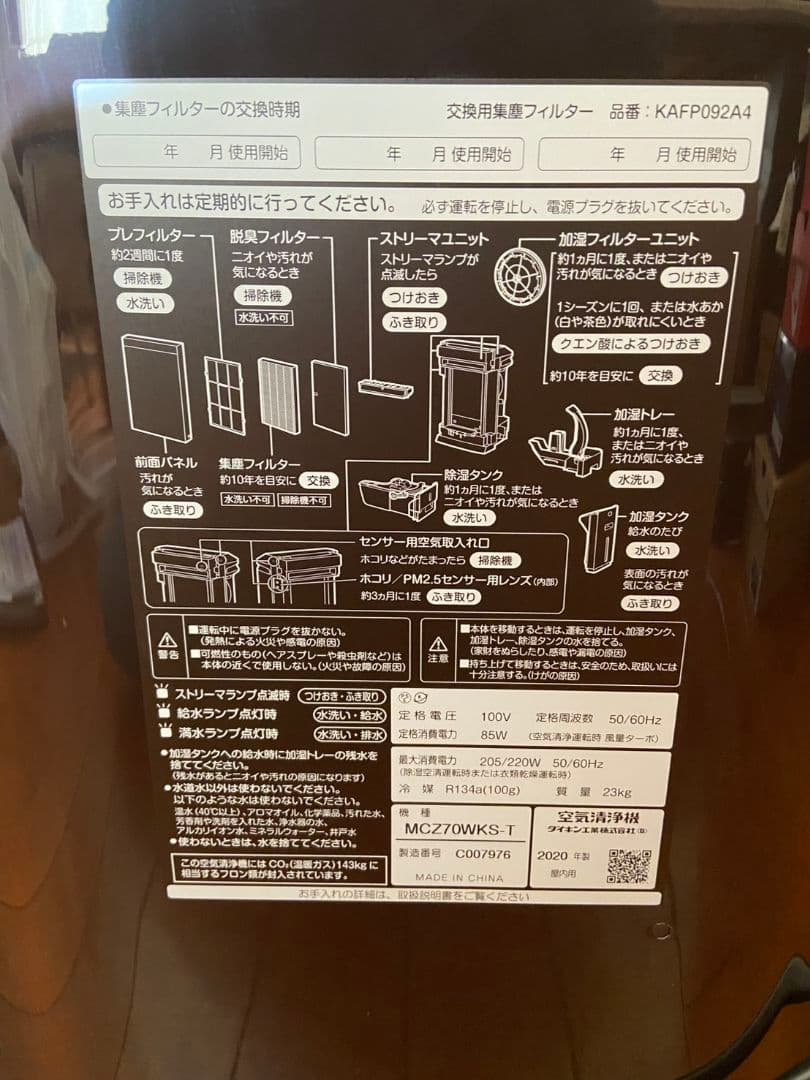 ●集塵フィルターの交換時期 交換用集塵フィルター 品番：KAFP092A4
年 月 使用開始 年 月 使用開始 年 月 使用開始
お手入れは定期的に行ってください。 必ず運転を停止し、電源プラグを抜いてください。
プレフィルター
約2週間に1度
掃除機
水洗い
脱臭フィルター
ニオイや汚れが
気になるとき
掃除機
水洗い不可
ストリーマユニット
ストリーマランプが
点滅したら
つけおき
ふき取り
加湿フィルターユニット
約1ヵ月に1度、またはニオイや
汚れが気になるとき つけおき
1シーズンに1回、または水あか
(白や茶色)が取れにくいとき
クエン酸によるつけおき
約10年を目安に 交換
前面パネル
汚れが
気になるとき
ふき取り
集塵フィルター
約10年を目安に 交換
水洗い不可 掃除機不可
加湿トレー
約1ヵ月に1度、
またはニオイや
汚れが気になるとき
水洗い
除湿タンク
約1ヵ月に1度、または
ニオイや汚れが気になるとき
水洗い
加湿タンク
給水のたび
水洗い
表面の汚れが
気になるとき
ふき取り
センサー用空気取入れ口
ホコリなどがたまったら 掃除機
ホコリ／PM2.5センサー用レンズ(内部)
約3ヵ月に1度 ふき取り
警告
■運転中に電源プラグを抜かない。
(発熱による火災や感電の原因)
■可燃性のもの(ヘアスプレーや殺虫剤など)は
本体の近くで使用しない。(火災や故障の原因)
注意
■本体を移動するときは、運転を停止し、加湿タンク、
加湿トレー、除湿タンクの水を捨てる。
(家財をぬらしたり、感電や漏電の原因)
■持ち上げて移動するときは、安全のため、取扱いには
十分注意する。(けがの原因)
ストリーマランプ点滅時 つけおき・ふき取り
給水ランプ点灯時 水洗い・給水
満水ランプ点灯時 水洗い・排水
●加湿タンクへの給水時に加湿トレーの残水を
捨ててください。
(残水があるとニオイや汚れの原因になります)
●水道水以外は使わないでください。
以下のような水は使わないでください。
温水(40℃以上)、アロマオイル、化学薬品、汚れた水、
芳香剤や洗剤を入れた水、浄水器の水、
アルカリイオン水、ミネラルウォーター、井戸水
●使わないときは、水を捨ててください。
この空気清浄機にはCO₂(温暖ガス)143kgに
相当するフロン類が封入されています。
定格電圧 100V 定格周波数 50/60Hz
定格消費電力 85W (空気清浄運転時 風量ターボ)
最大消費電力 205/220W 50/60Hz
(除湿空清運転時または衣類乾燥運転時)
冷媒 R134a(100g) 質量 23kg
機種
MCZ70WKS-T
製造番号 C007976
MADE IN CHINA
空気清浄機
ダイキン工業株式会社(B)
2020 年製
屋内用
お手入れの詳細は、取扱説明書をご覧ください